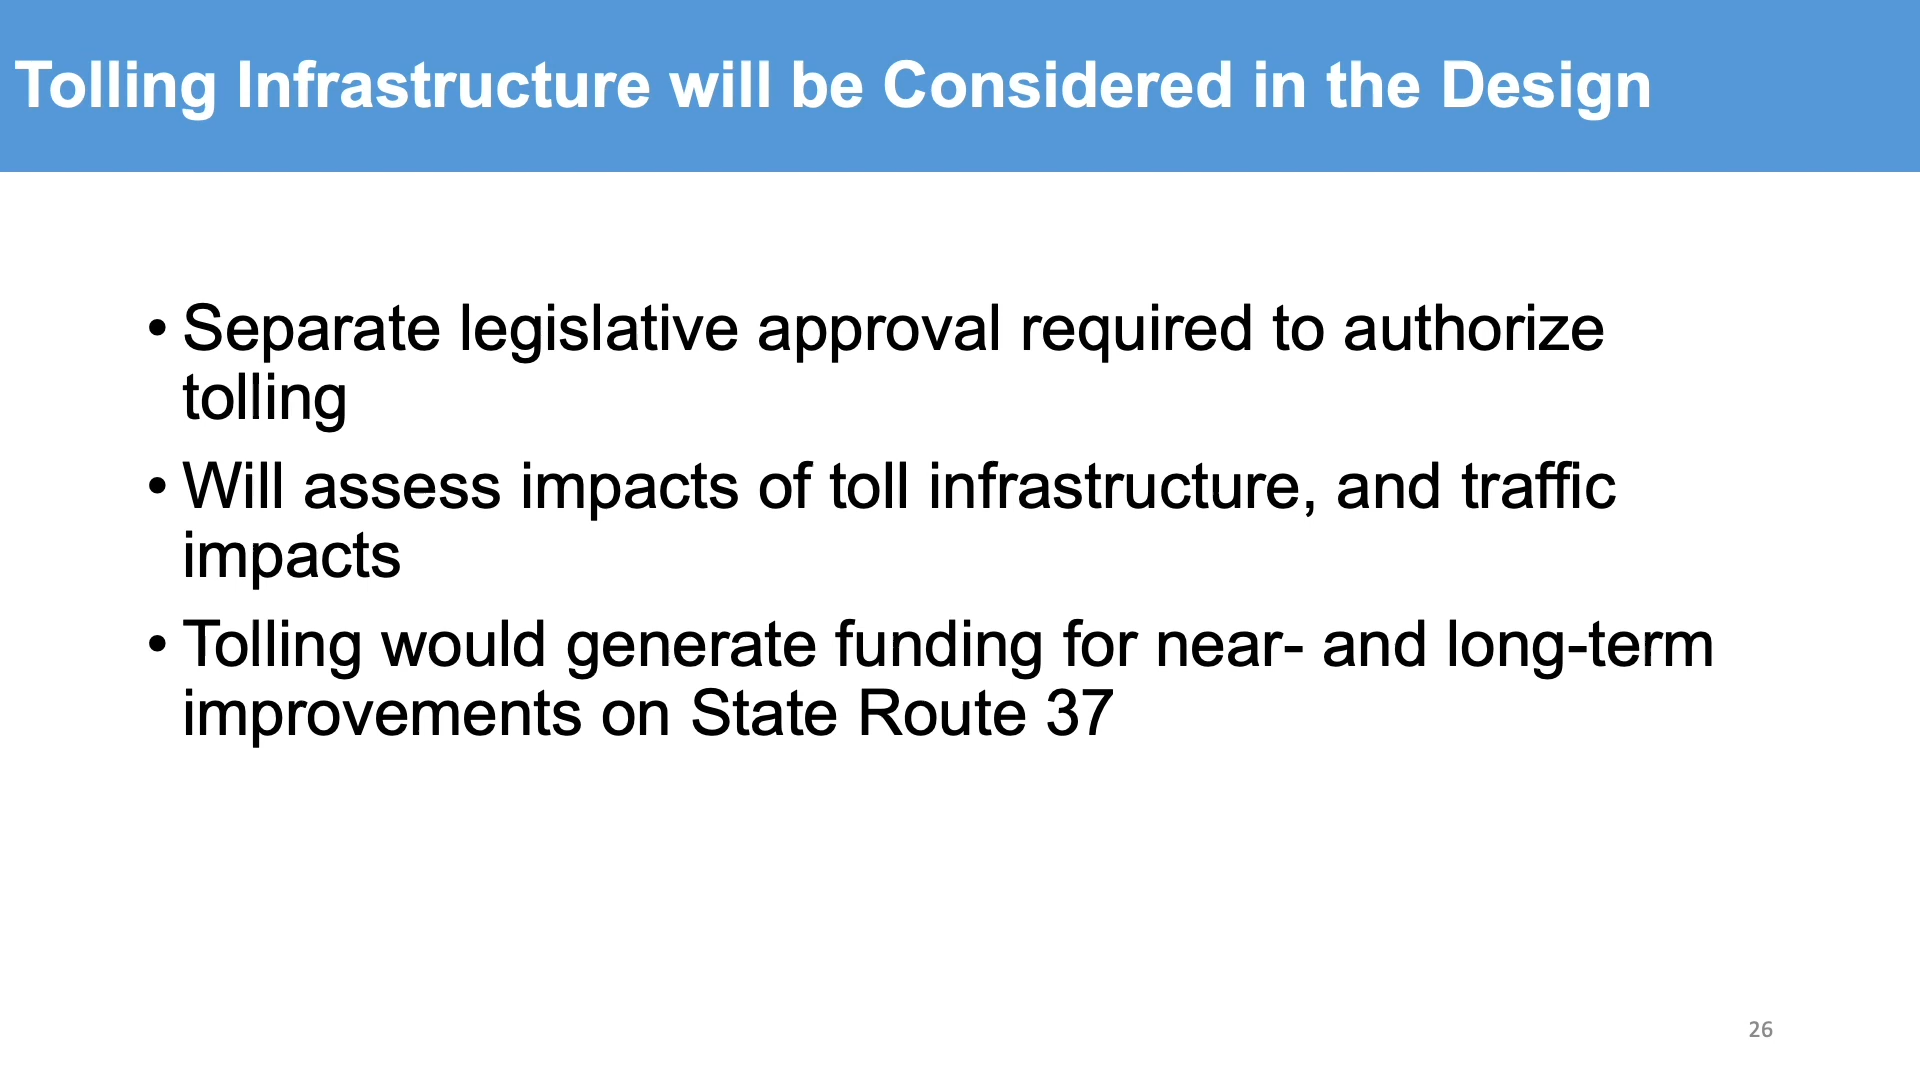 Tolling Infrastructure will be Considered in the Design
• Separate legislative approval required to authorize
tolling
• Will assess impacts of toll infrastructure, and traffic
impacts
• Tolling would generate funding for near- and long-term
improvements on State Route 37
26